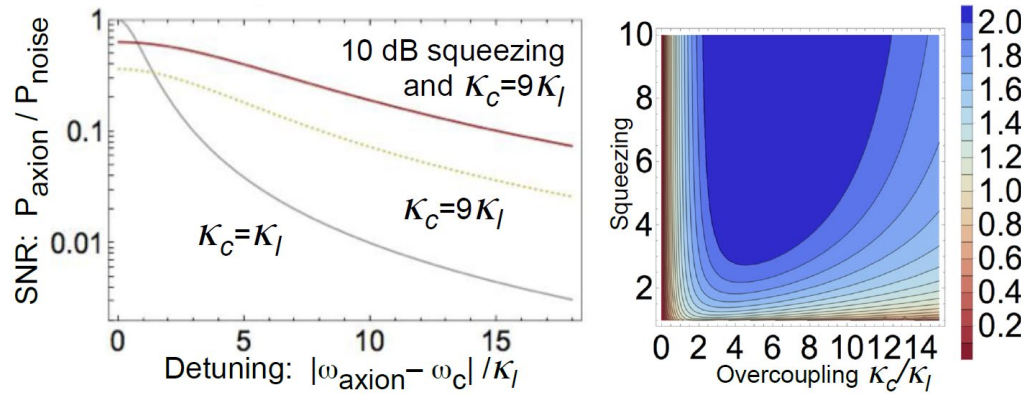 SNR: P_axion / P_noise
1
0.1
0.01
10 dB squeezing
and κ_c=9κ_l
κ_c=9κ_l
κ_c=κ_l
0 5 10 15
Detuning: |ω_axion− ω_c| /κ_l
Squeezing
10
8
6
4
2
0 2 4 6 8 10 12 14
Overcoupling κ_c/κ_l
2.0
1.8
1.6
1.4
1.2
1.0
0.8
0.6
0.4
0.2